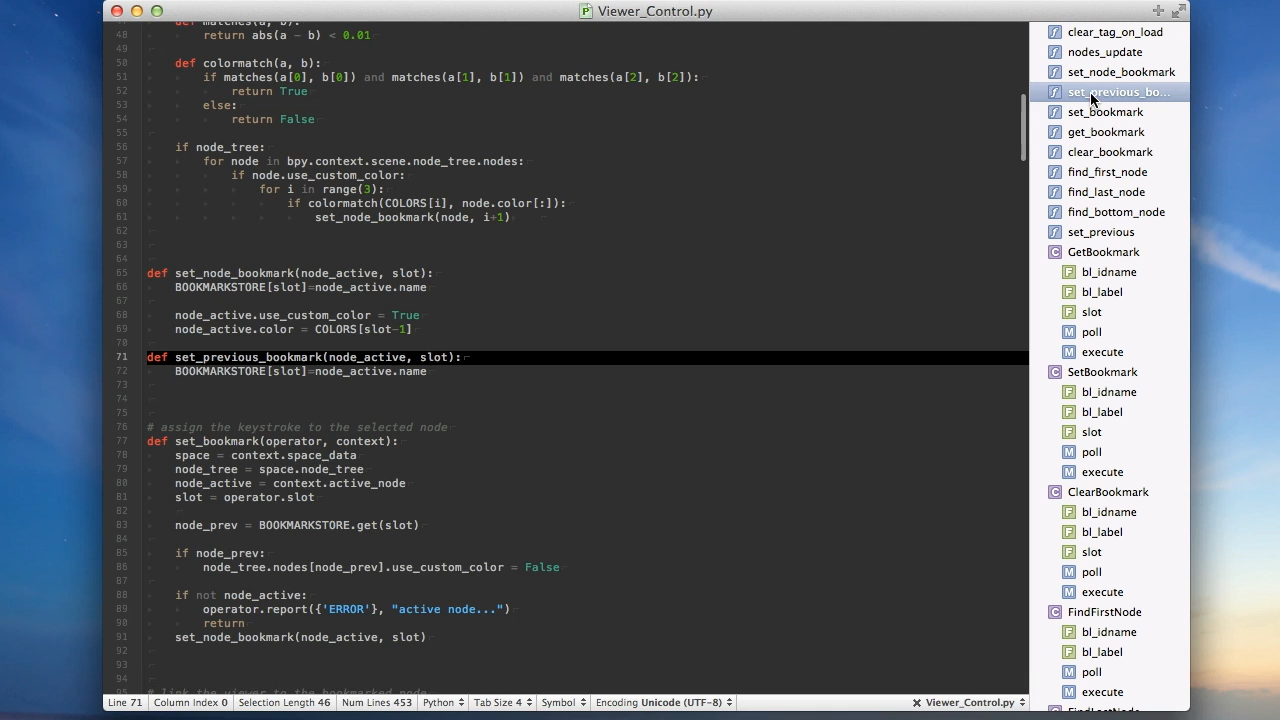 Viewer_Control.py
def matches(a, b):
48 return abs(a - b) < 0.01
49
50 def colormatch(a, b):
51 if matches(a[0], b[0]) and matches(a[1], b[1]) and matches(a[2], b[2]):
52 return True
53 else:
54 return False
55
56 if node_tree:
57 for node in bpy.context.scene.node_tree.nodes:
58 if node.use_custom_color:
59 for i in range(3):
60 if colormatch(COLORS[i], node.color[:]):
61 set_node_bookmark(node, i+1)
62
63
64
65 def set_node_bookmark(node_active, slot):
66 BOOKMARKSTORE[slot]=node_active.name
67
68 node_active.use_custom_color = True
69 node_active.color = COLORS[slot-1]
70
71 def set_previous_bookmark(node_active, slot):
72 BOOKMARKSTORE[slot]=node_active.name
73
74
75
76 # assign the keystroke to the selected node
77 def set_bookmark(operator, context):
78 space = context.space_data
79 node_tree = space.node_tree
80 node_active = context.active_node
81 slot = operator.slot
82
83 node_prev = BOOKMARKSTORE.get(slot)
84
85 if node_prev:
86 node_tree.nodes[node_prev].use_custom_color = False
87
88 if not node_active:
89 operator.report({'ERROR'}, "active node...")
90 return
91 set_node_bookmark(node_active, slot)
92
93
94
95 # link the viewer to the bookmarked node
f clear_tag_on_load
f nodes_update
f set_node_bookmark
f set_previous_bo...
f set_bookmark
f get_bookmark
f clear_bookmark
f find_first_node
f find_last_node
f find_bottom_node
f set_previous
C GetBookmark
F bl_idname
F bl_label
F slot
M poll
M execute
C SetBookmark
F bl_idname
F bl_label
F slot
M poll
M execute
C ClearBookmark
F bl_idname
F bl_label
F slot
M poll
M execute
C FindFirstNode
F bl_idname
F bl_label
M poll
M execute
FindLastNode
Line 71 Column Index 0 Selection Length 46 Num Lines 453 Python Tab Size 4 Symbol Encoding Unicode (UTF-8) Viewer_Control.py